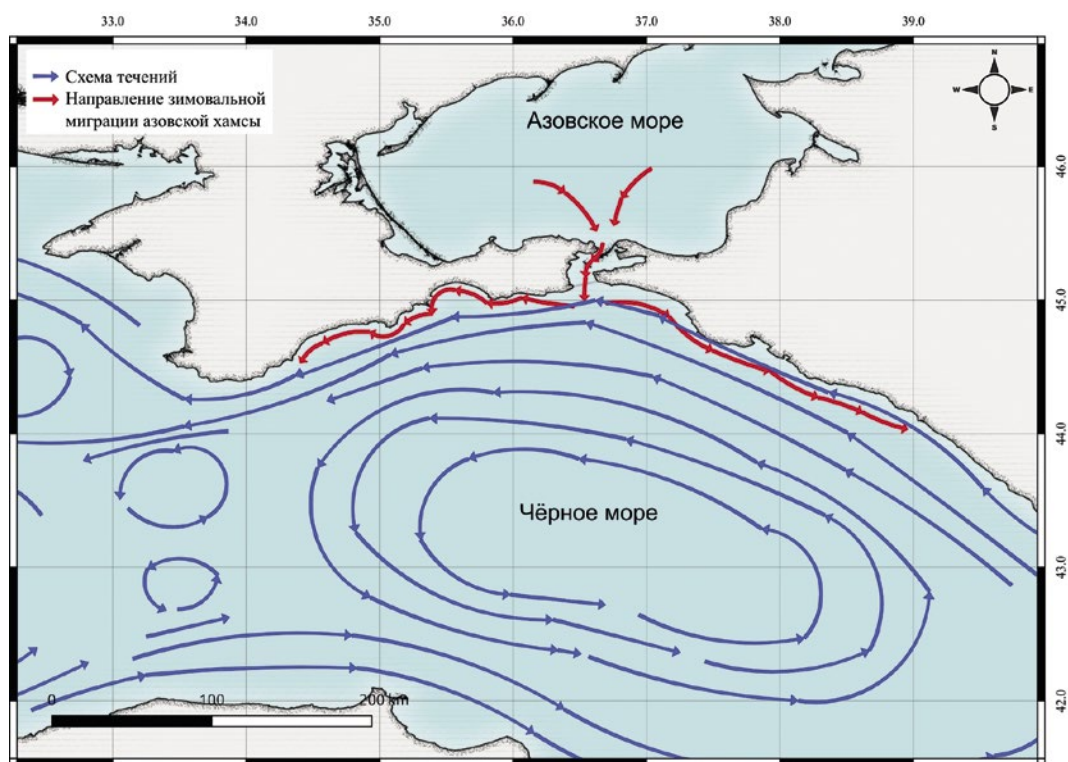 33.0 34.0 35.0 36.0 37.0 38.0 39.0
Схема течений
Направление зимовальной
миграции азовской хамсы
N
W E
S
Азовское море
46.0
45.0
44.0
Чёрное море
43.0
42.0
0 100 200 km